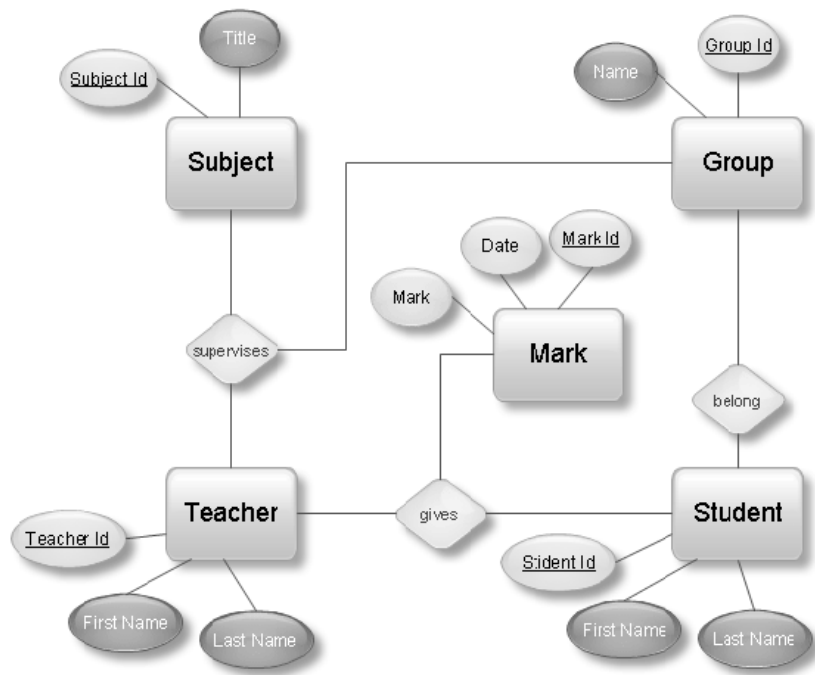 Title
Group Id
Subject Id
Name
Subject
Group
Date
Mark Id
Mark
Mark
supervises
belong
Teacher
gives
Student
Teacher Id
Stident Id
First Name
Last Name
First Name
Last Name